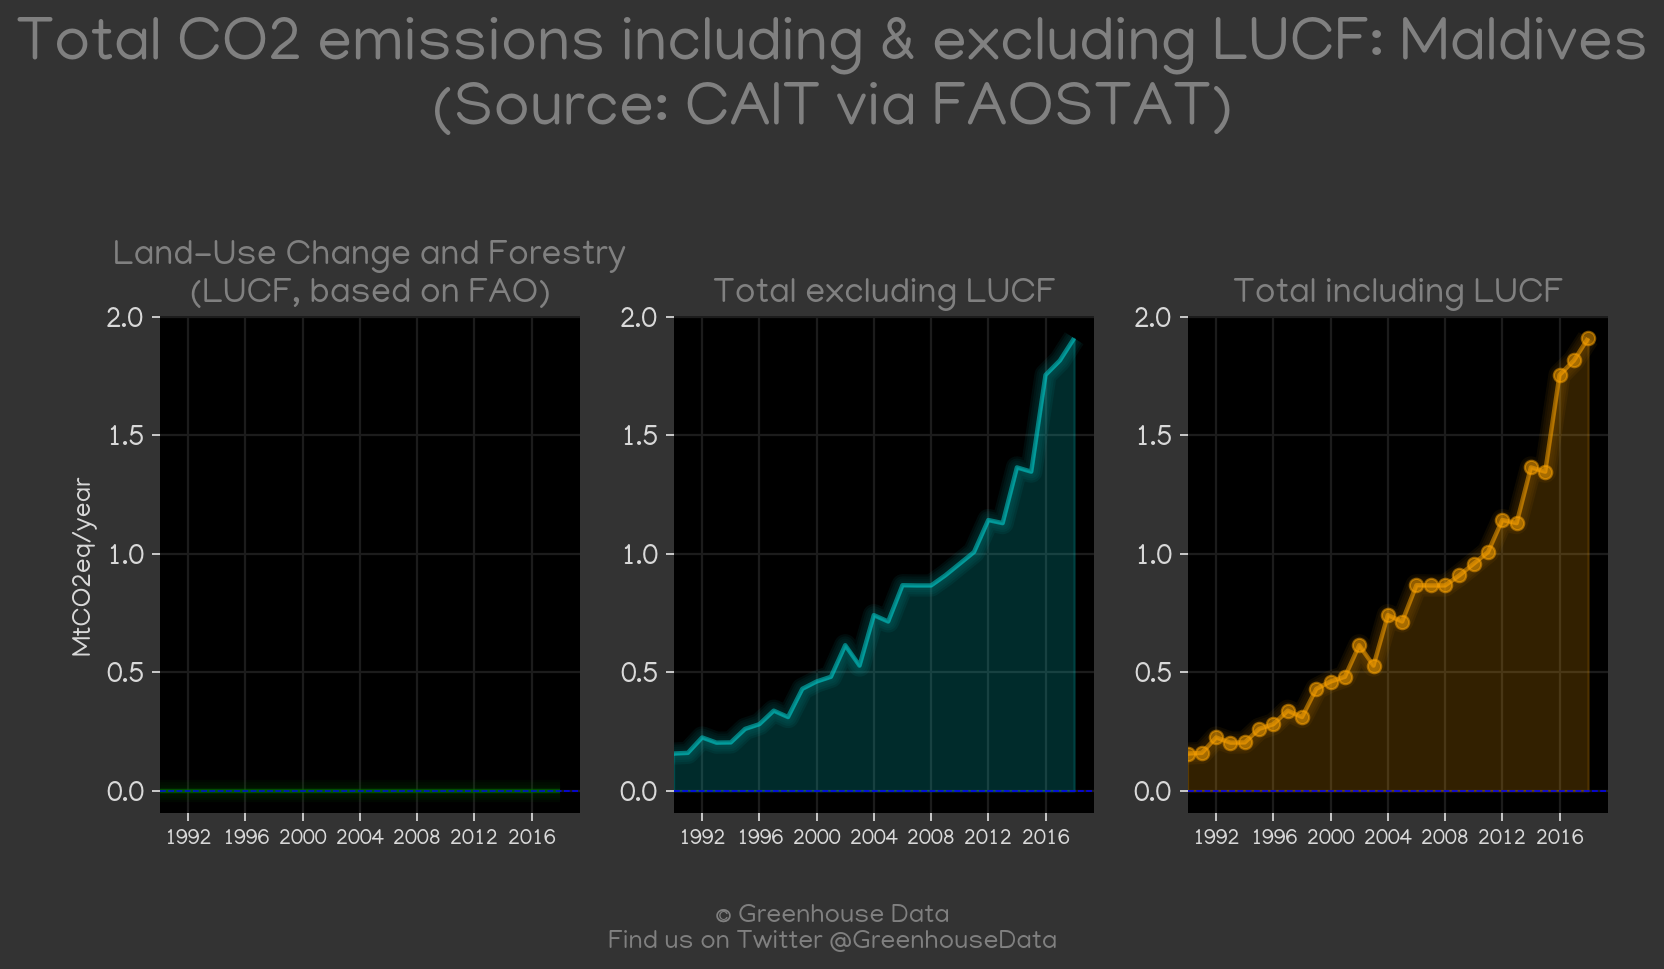 Total CO2 emissions including & excluding LUCF: Maldives
(Source: CAIT via FAOSTAT)
Land-Use Change and Forestry
(LUCF, based on FAO)
Total excluding LUCF
Total including LUCF
MtCO2eq/year
2.0
1.5
1.0
0.5
0.0
1992 1996 2000 2004 2008 2012 2016
2.0
1.5
1.0
0.5
0.0
1992 1996 2000 2004 2008 2012 2016
2.0
1.5
1.0
0.5
0.0
1992 1996 2000 2004 2008 2012 2016
© Greenhouse Data
Find us on Twitter @GreenhouseData